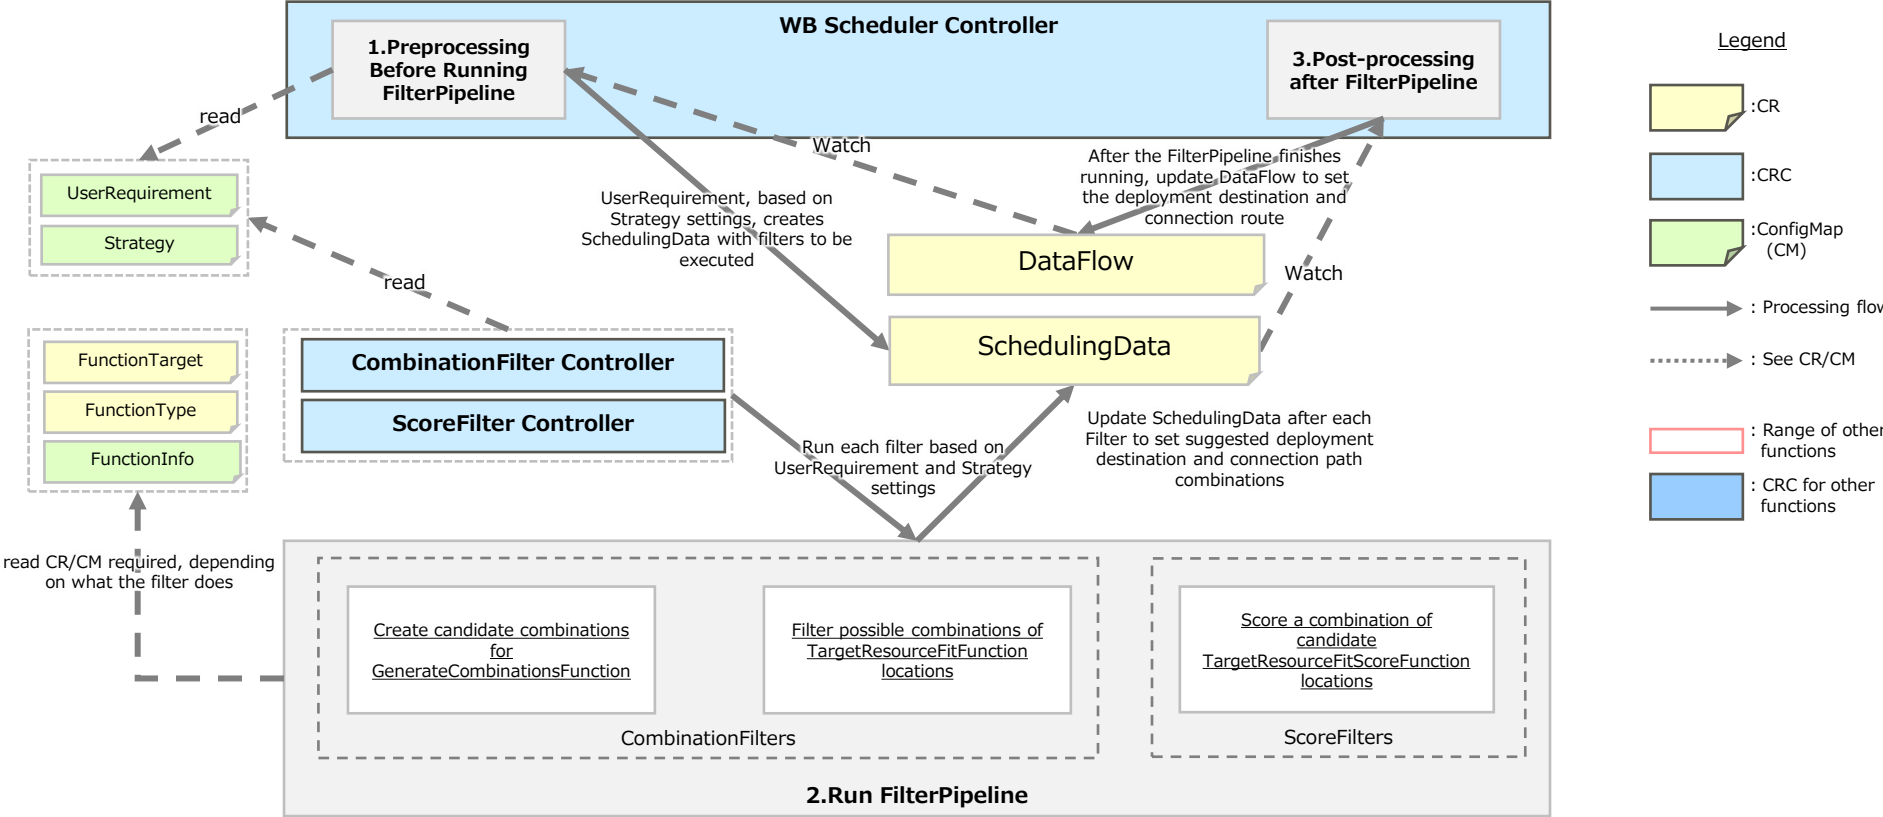 WB Scheduler Controller
1.Preprocessing
Before Running
FilterPipeline
3.Post-processing
after FilterPipeline
Legend
:CR
:CRC
:ConfigMap
(CM)
: Processing flow
: See CR/CM
: Range of other
functions
: CRC for other
functions
read
Watch
UserRequirement
Strategy
UserRequirement, based on
Strategy settings, creates
SchedulingData with filters to be
executed
After the FilterPipeline finishes
running, update DataFlow to set
the deployment destination and
connection route
DataFlow
Watch
read
SchedulingData
FunctionTarget
FunctionType
FunctionInfo
CombinationFilter Controller
ScoreFilter Controller
Run each filter based on
UserRequirement and Strategy
settings
Update SchedulingData after each
Filter to set suggested deployment
destination and connection path
combinations
read CR/CM required, depending
on what the filter does
Create candidate combinations
for
GenerateCombinationsFunction
Filter possible combinations of
TargetResourceFitFunction
locations
Score a combination of
candidate
TargetResourceFitScoreFunction
locations
CombinationFilters
ScoreFilters
2.Run FilterPipeline